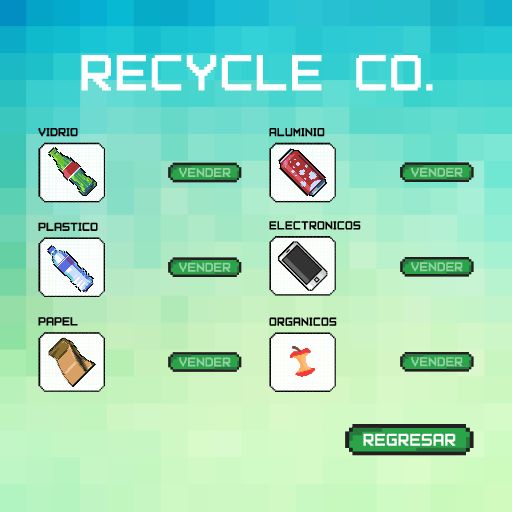 RECYCLE CO.
VIDRIO
VENDER
ALUMINIO
VENDER
PLASTICO
VENDER
ELECTRONICOS
VENDER
PAPEL
VENDER
ORGANICOS
VENDER
REGRESAR